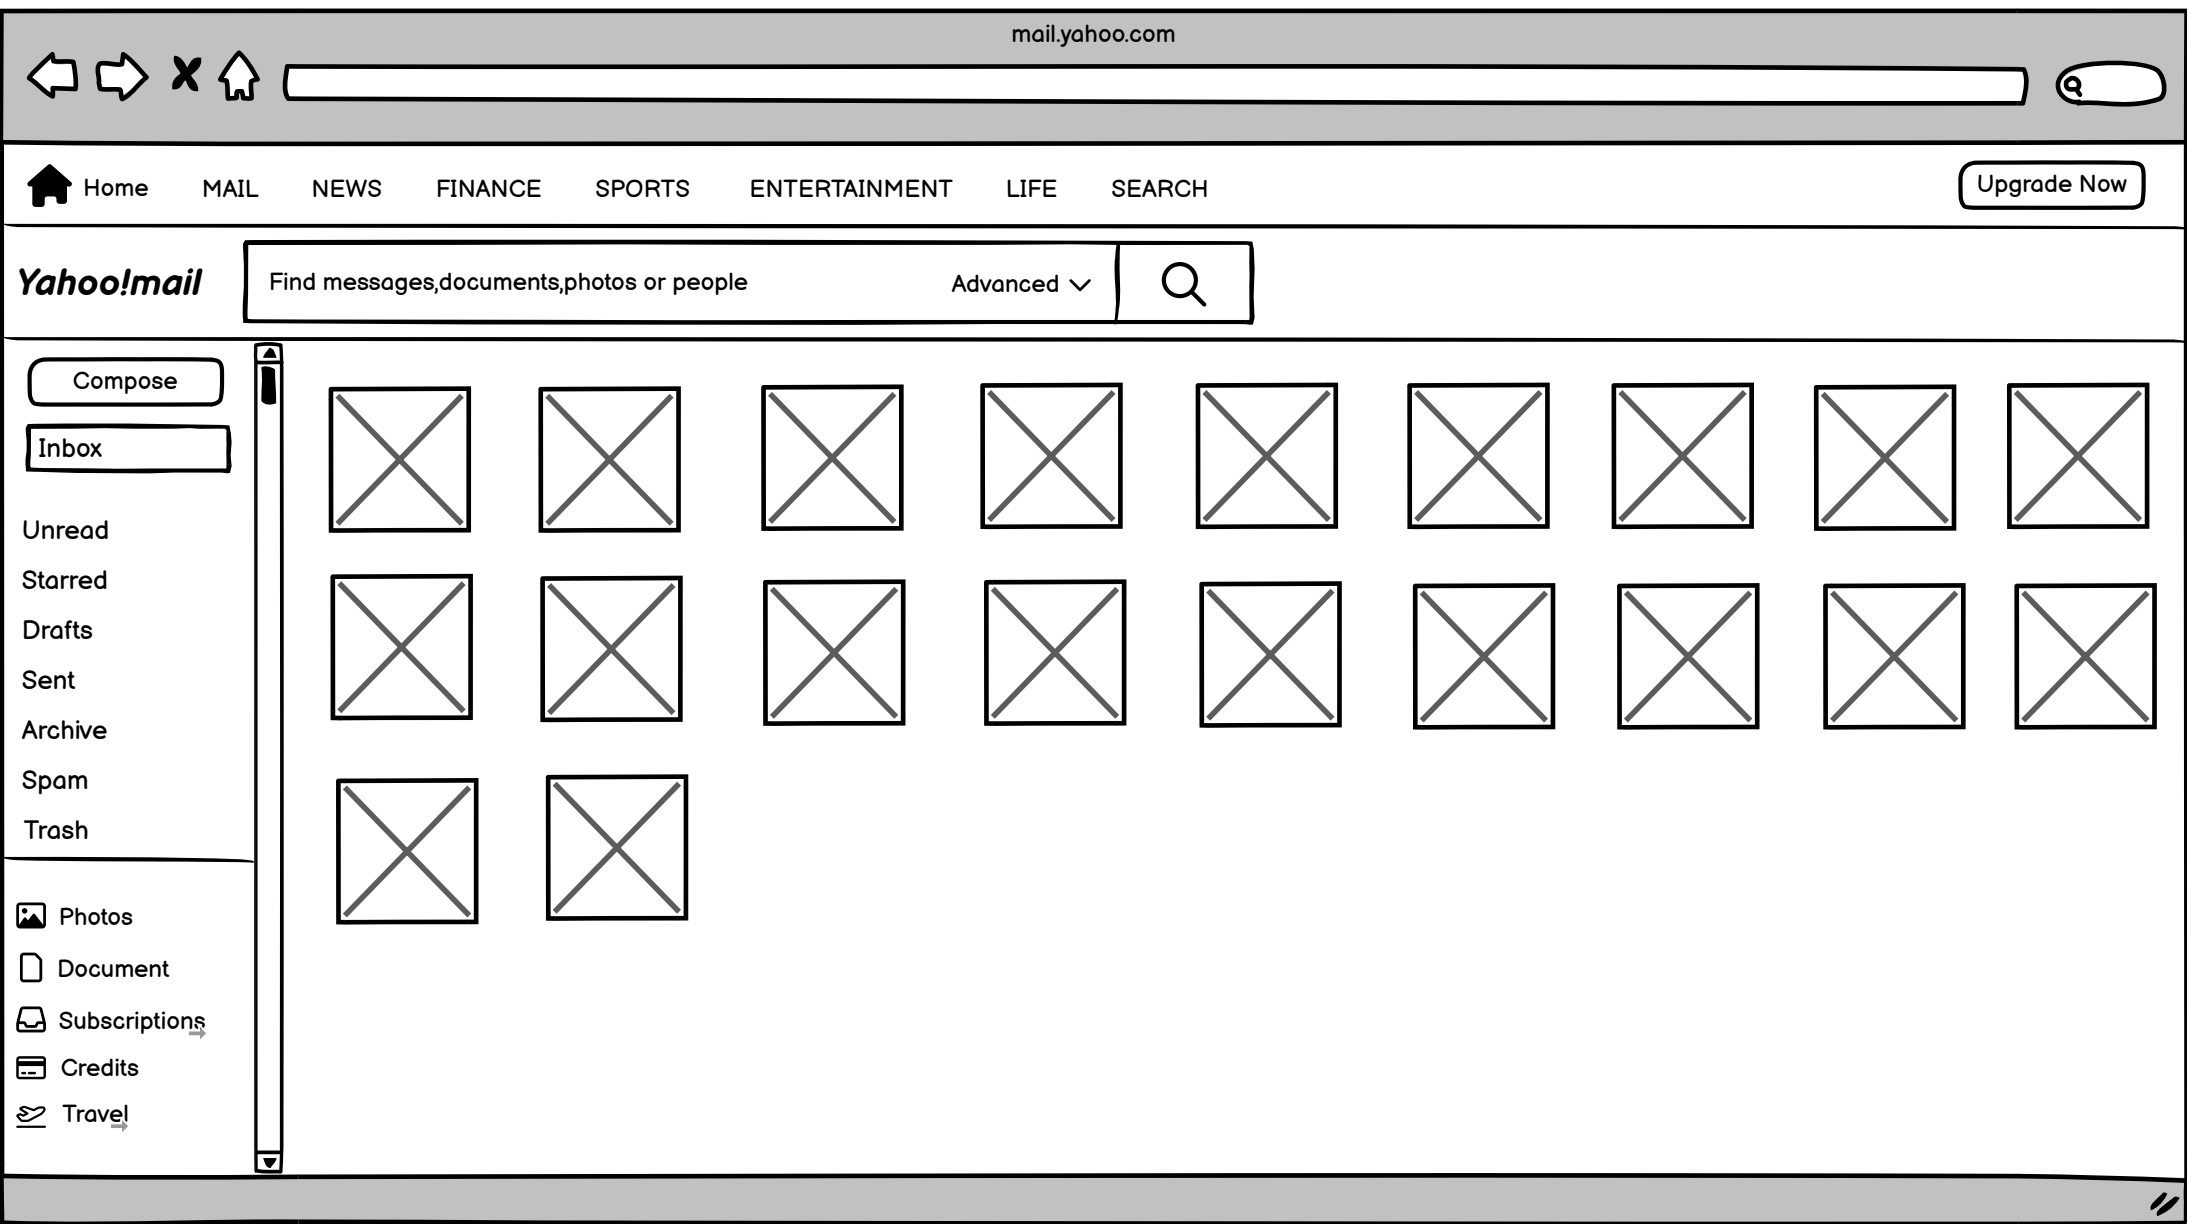 mail.yahoo.com
Home MAIL NEWS FINANCE SPORTS ENTERTAINMENT LIFE SEARCH Upgrade Now
Yahoo!mail Find messages,documents,photos or people Advanced
Compose
Inbox
Unread
Starred
Drafts
Sent
Archive
Spam
Trash
Photos
Document
Subscriptions
Credits
Travel